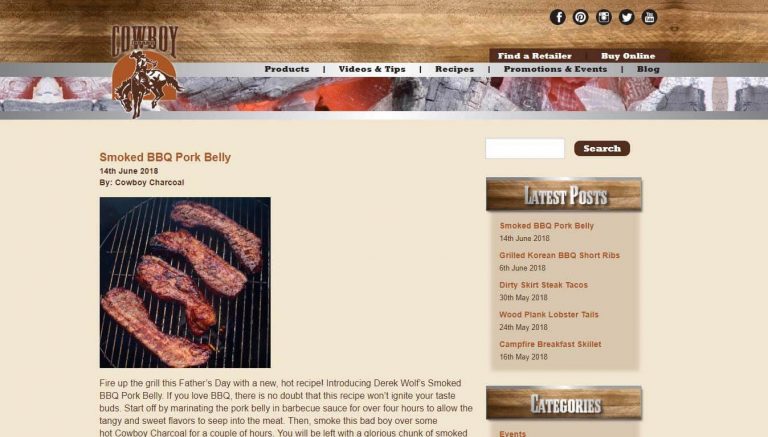 COWBOY
Find a Retailer
Buy Online
Products | Videos & Tips | Recipes | Promotions & Events | Blog
Smoked BBQ Pork Belly
14th June 2018
By: Cowboy Charcoal
Fire up the grill this Father's Day with a new, hot recipe! Introducing Derek Wolf's Smoked
BBQ Pork Belly. If you love BBQ, there is no doubt that this recipe won't ignite your taste
buds. Start off by marinating the pork belly in barbecue sauce for over four hours to allow the
tangy and sweet flavors to seep into the meat. Then, smoke this bad boy over some
hot Cowboy Charcoal for a couple of hours. You will be left with a glorious chunk of smoked
Search
Latest Posts
Smoked BBQ Pork Belly
14th June 2018
Grilled Korean BBQ Short Ribs
6th June 2018
Dirty Skirt Steak Tacos
30th May 2018
Wood Plank Lobster Tails
24th May 2018
Campfire Breakfast Skillet
16th May 2018
Categories
Events